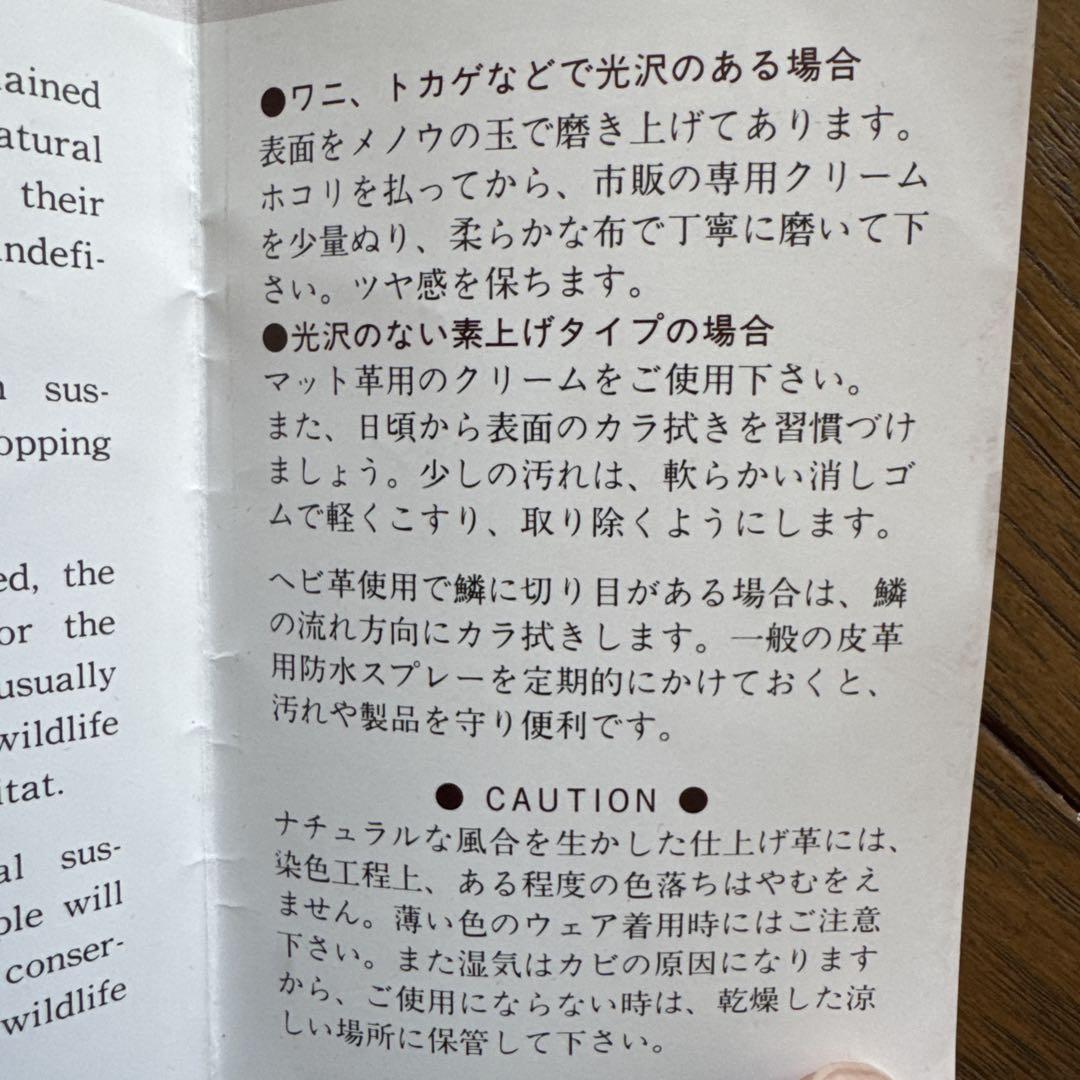 ained
atural
their
ndefi-
sus-
opping
ed, the
or the
usually
wildlife
itat.
al sus-
ple will
conser-
wildlife
●ワニ、トカゲなどで光沢のある場合
表面をメノウの玉で磨き上げてあります。
ホコリを払ってから、市販の専用クリーム
を少量ぬり、柔らかな布で丁寧に磨いて下
さい。ツヤ感を保ちます。
●光沢のない素上げタイプの場合
マット革用のクリームをご使用下さい。
また、日頃から表面のカラ拭きを習慣づけ
ましょう。少しの汚れは、軟らかい消しゴ
ムで軽くこすり、取り除くようにします。
ヘビ革使用で鱗に切り目がある場合は、鱗
の流れ方向にカラ拭きします。一般の皮革
用防水スプレーを定期的にかけておくと、
汚れや製品を守り便利です。
● CAUTION ●
ナチュラルな風合を生かした仕上げ革には、
染色工程上、ある程度の色落ちはやむをえ
ません。薄い色のウェア着用時にはご注意
下さい。また湿気はカビの原因になります
から、ご使用にならない時は、乾燥した涼
しい場所に保管して下さい。